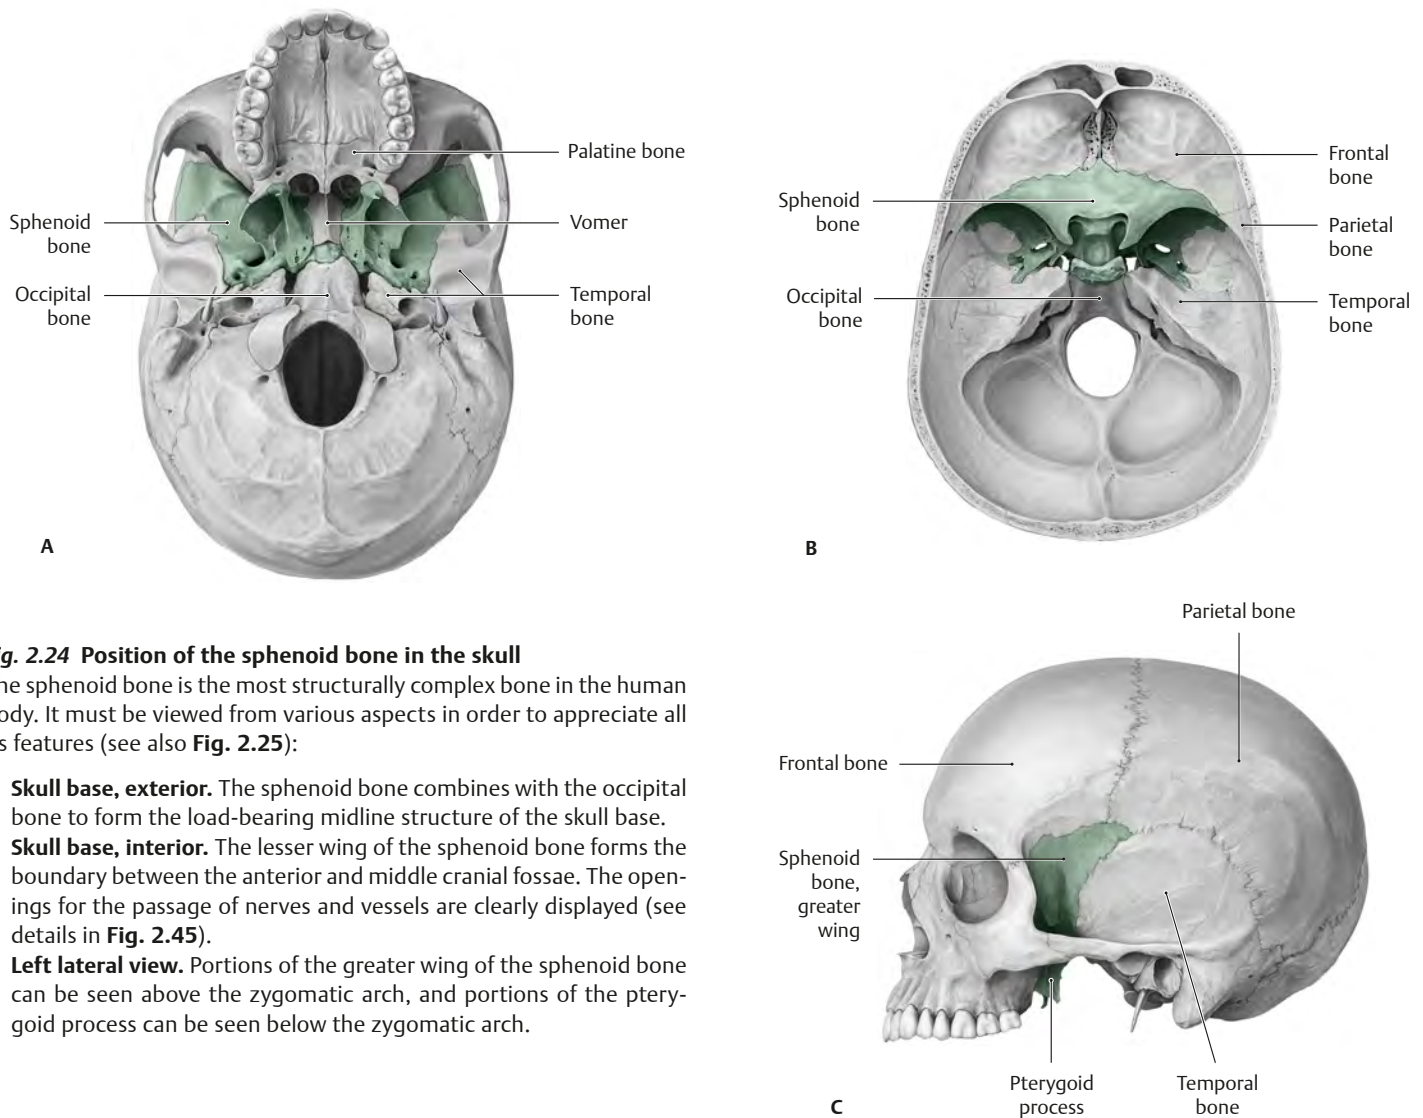 Palatine bone
Sphenoid
bone
Vomer
Occipital
bone
Temporal
bone
A
Sphenoid
bone
Frontal
bone
Parietal
bone
Occipital
bone
Temporal
bone
B
ig. 2.24 Position of the sphenoid bone in the skull
he sphenoid bone is the most structurally complex bone in the human
ody. It must be viewed from various aspects in order to appreciate all
s features (see also Fig. 2.25):
Skull base, exterior. The sphenoid bone combines with the occipital
bone to form the load-bearing midline structure of the skull base.
Skull base, interior. The lesser wing of the sphenoid bone forms the
boundary between the anterior and middle cranial fossae. The open-
ings for the passage of nerves and vessels are clearly displayed (see
details in Fig. 2.45).
Left lateral view. Portions of the greater wing of the sphenoid bone
can be seen above the zygomatic arch, and portions of the ptery-
goid process can be seen below the zygomatic arch.
Parietal bone
Frontal bone
Sphenoid
bone,
greater
wing
Pterygoid
process
Temporal
bone
C